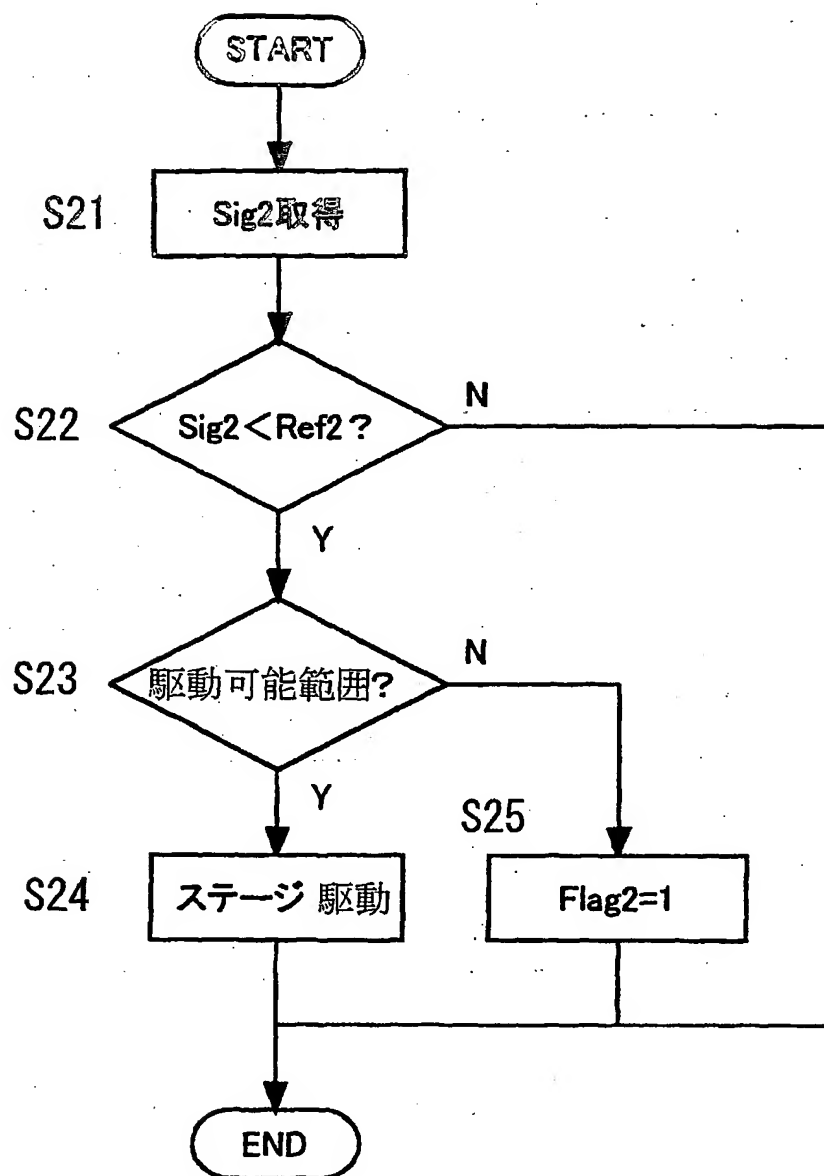 START
S21
Sig2取得
S22
Sig2<Ref2?
N
Y
S23
駆動可能範囲?
N
Y
S25
S24
ステージ 駆動
Flag2=1
END